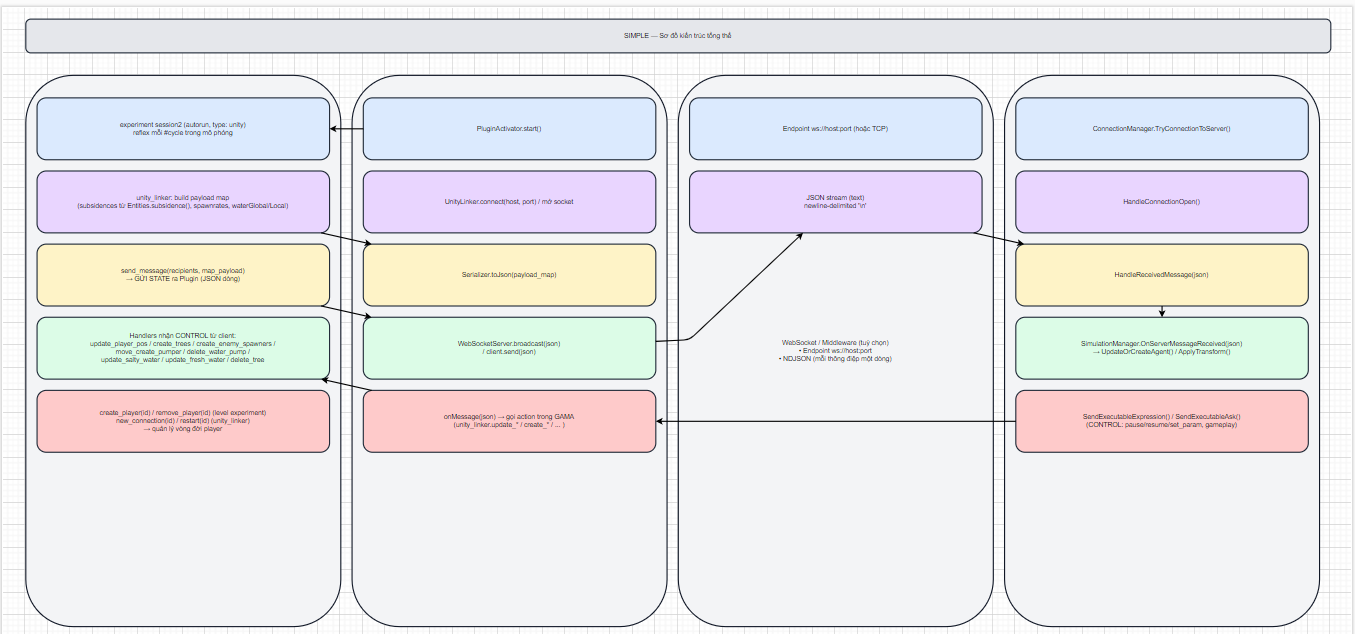 SIMPLE — Sơ đồ kiến trúc tổng thể
experiment session2 (autorun, type: unity)
reflex mỗi #cycle trong mô phỏng
unity_linker: build payload map
(subsidences từ Entities.subsidence(), spawnrates, waterGlobal/Local)
send_message(recipients, map_payload)
→ GỬI STATE ra Plugin (JSON dòng)
Handlers nhận CONTROL từ client:
update_player_pos / create_trees / create_enemy_spawners /
move_create_pumper / delete_water_pump /
update_salty_water / update_fresh_water / delete_tree
create_player(id) / remove_player(id) (level experiment)
new_connection(id) / restart(id) (unity_linker)
→ quản lý vòng đời player
PluginActivator.start()
UnityLinker.connect(host, port) / mở socket
Serializer.toJson(payload_map)
WebSocketServer.broadcast(json)
/ client.send(json)
onMessage(json) → gọi action trong GAMA
(unity_linker.update_* / create_* / ... )
Endpoint ws://host:port (hoặc TCP)
JSON stream (text)
newline-delimited '\n'
WebSocket / Middleware (tuỳ chọn)
• Endpoint ws://host:port
• NDJSON (mỗi thông điệp một dòng)
ConnectionManager.TryConnectionToServer()
HandleConnectionOpen()
HandleReceivedMessage(json)
SimulationManager.OnServerMessageReceived(json)
→ UpdateOrCreateAgent() / ApplyTransform()
SendExecutableExpression() / SendExecutableAsk()
(CONTROL: pause/resume/set_param, gameplay)